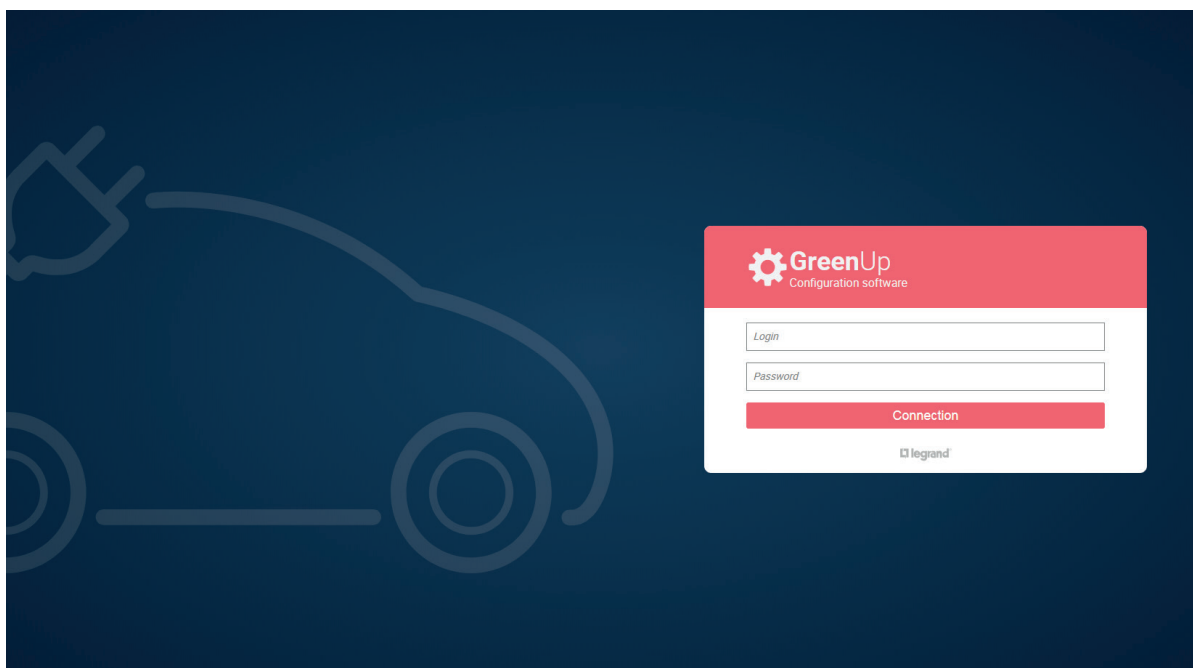 GreenUp
Configuration software
Login
Password
Connection
legrand